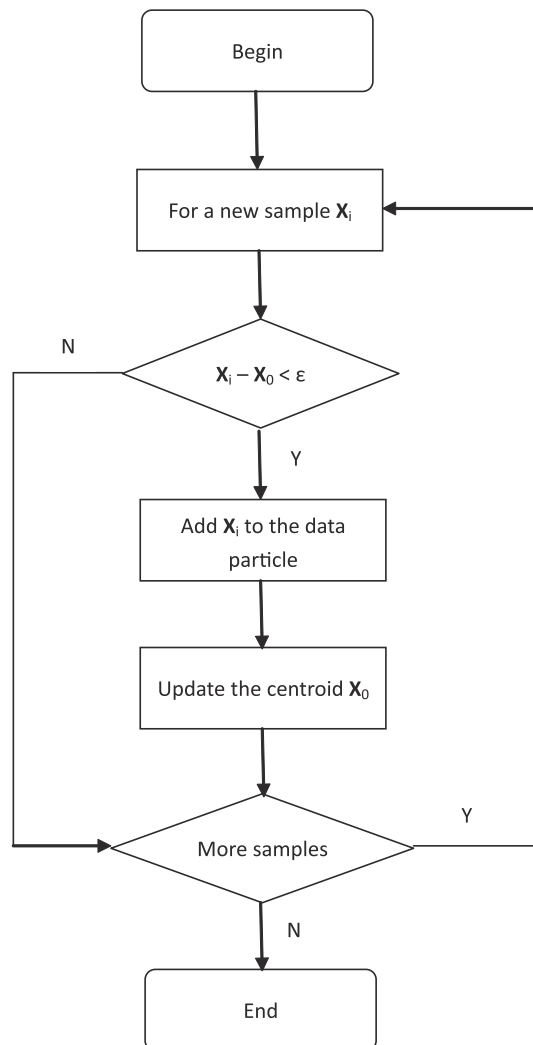 Begin
For a new sample Xᵢ
N
Xᵢ – X₀ < ε
Y
Add Xᵢ to the data
particle
Update the centroid X₀
Y
More samples
N
End